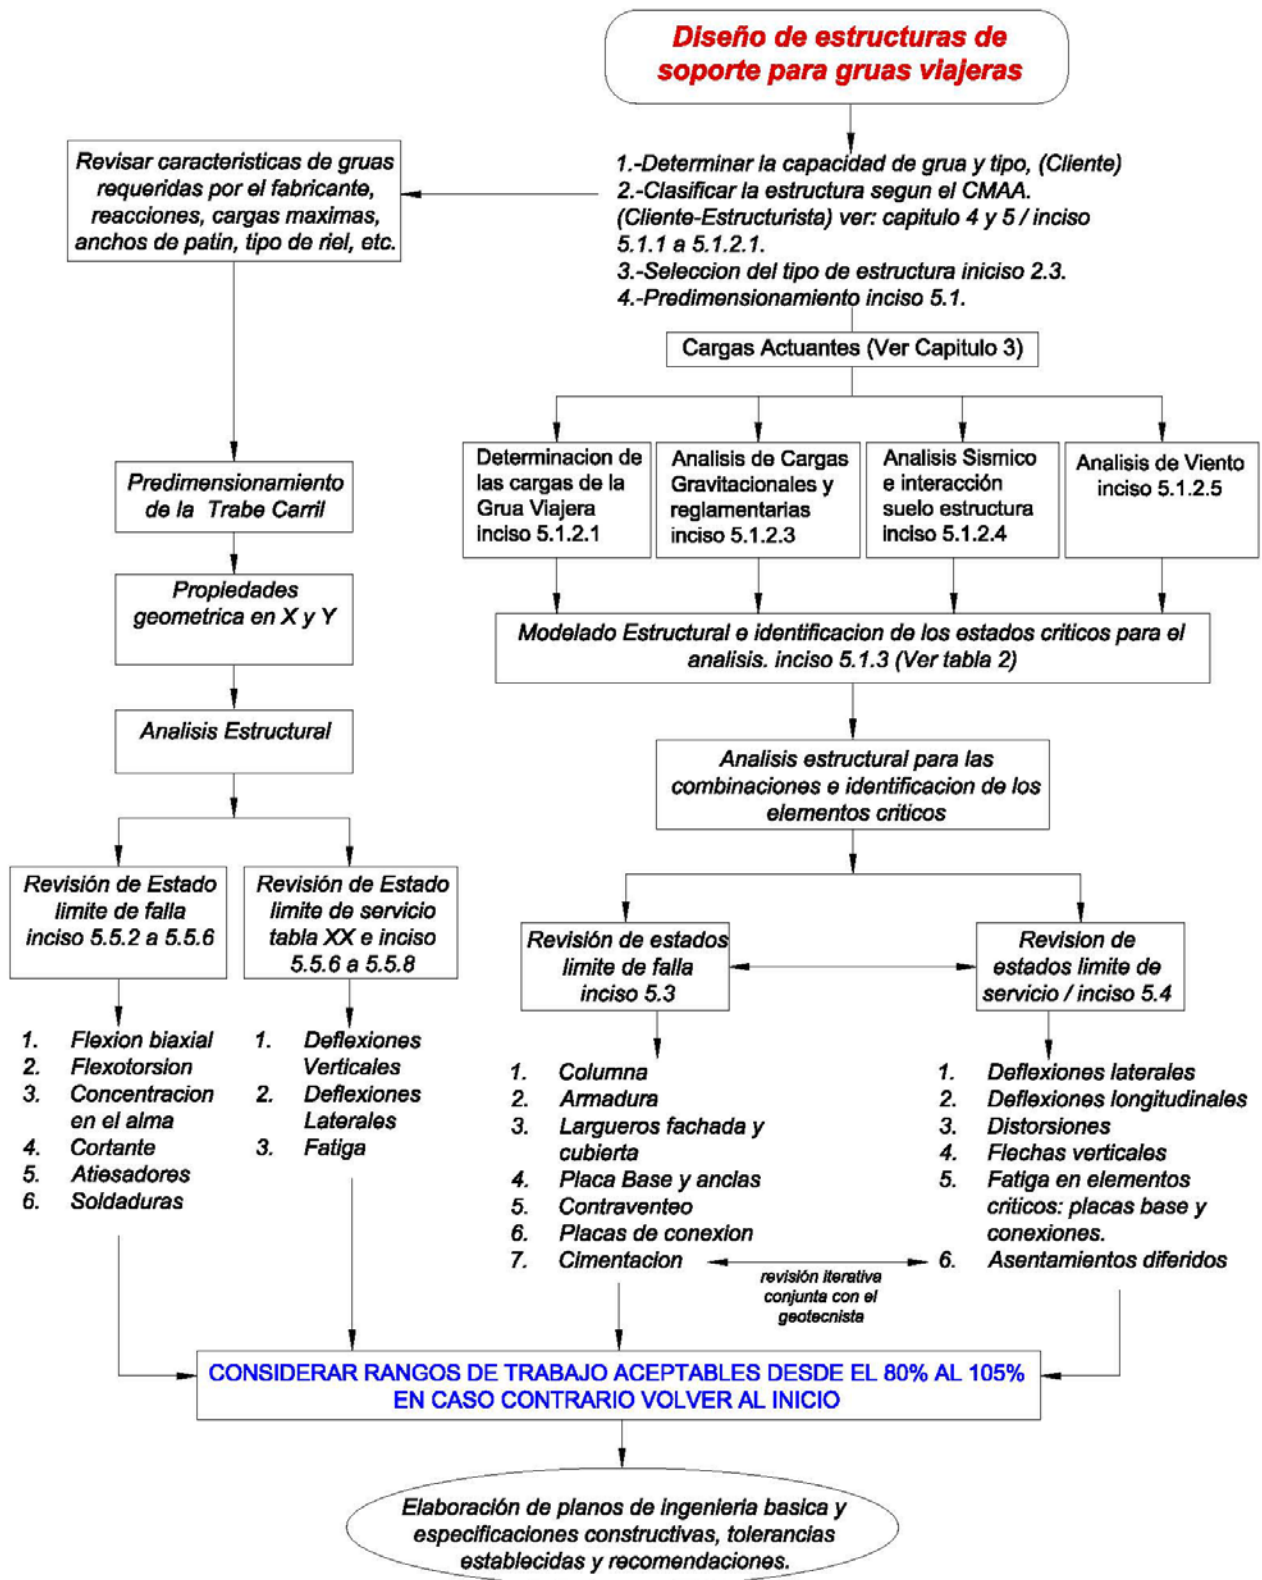 Diseño de estructuras de
soporte para gruas viajeras
Revisar caracteristicas de gruas
requeridas por el fabricante,
reacciones, cargas maximas,
anchos de patin, tipo de riel, etc.
1.-Determinar la capacidad de grua y tipo, (Cliente)
2.-Clasificar la estructura segun el CMAA.
(Cliente-Estructurista) ver: capitulo 4 y 5 / inciso
5.1.1 a 5.1.2.1.
3.-Seleccion del tipo de estructura iniciso 2.3.
4.-Predimensionamiento inciso 5.1.
Cargas Actuantes (Ver Capitulo 3)
Determinacion de
las cargas de la
Grua Viajera
inciso 5.1.2.1
Analisis de Cargas
Gravitacionales y
reglamentarias
inciso 5.1.2.3
Analisis Sismico
e interacción
suelo estructura
inciso 5.1.2.4
Analisis de Viento
inciso 5.1.2.5
Predimensionamiento
de la Trabe Carril
Propiedades
geometrica en X y Y
Modelado Estructural e identificacion de los estados criticos para el
analisis. inciso 5.1.3 (Ver tabla 2)
Analisis Estructural
Analisis estructural para las
combinaciones e identificacion de los
elementos criticos
Revisión de Estado
limite de falla
inciso 5.5.2 a 5.5.6
Revisión de Estado
limite de servicio
tabla XX e inciso
5.5.6 a 5.5.8
Revisión de estados
limite de falla
inciso 5.3
Revision de
estados limite de
servicio / inciso 5.4
1. Flexion biaxial
2. Flexotorsion
3. Concentracion
en el alma
4. Cortante
5. Atiesadores
6. Soldaduras
1. Deflexiones
Verticales
2. Deflexiones
Laterales
3. Fatiga
1. Columna
2. Armadura
3. Largueros fachada y
cubierta
4. Placa Base y anclas
5. Contraventeo
6. Placas de conexion
7. Cimentacion
1. Deflexiones laterales
2. Deflexiones longitudinales
3. Distorsiones
4. Flechas verticales
5. Fatiga en elementos
criticos: placas base y
conexiones.
6. Asentamientos diferidos
revisión iterativa
conjunta con el
geotecnista
CONSIDERAR RANGOS DE TRABAJO ACEPTABLES DESDE EL 80% AL 105%
EN CASO CONTRARIO VOLVER AL INICIO
Elaboración de planos de ingenieria basica y
especificaciones constructivas, tolerancias
establecidas y recomendaciones.